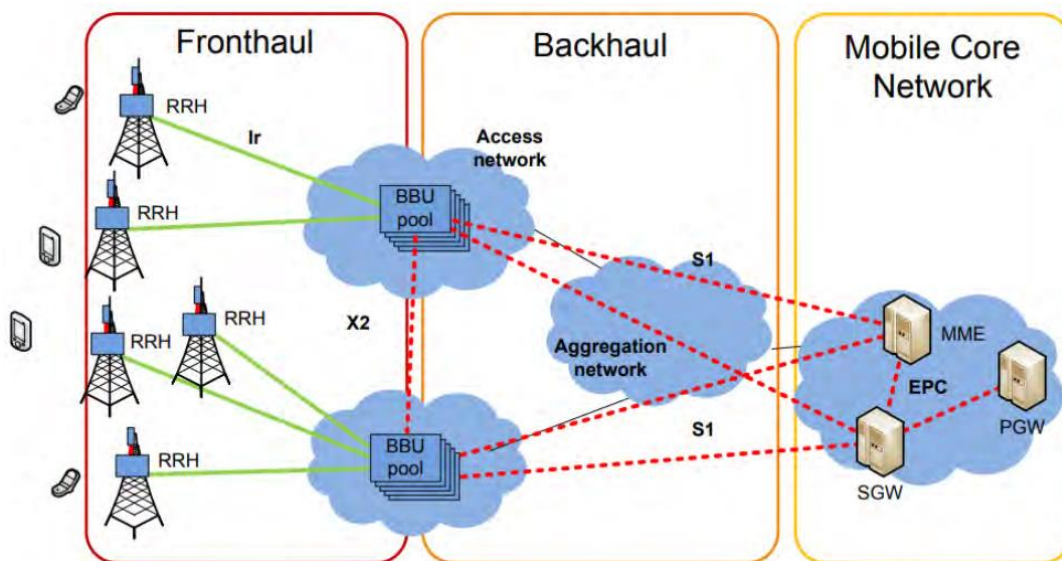 Fronthaul
Backhaul
Mobile Core
Network
RRH
Ir
Access
network
BBU
pool
RRH
S1
RRH
RRH
X2
Aggregation
network
MME
EPC
PGW
BBU
pool
S1
RRH
SGW